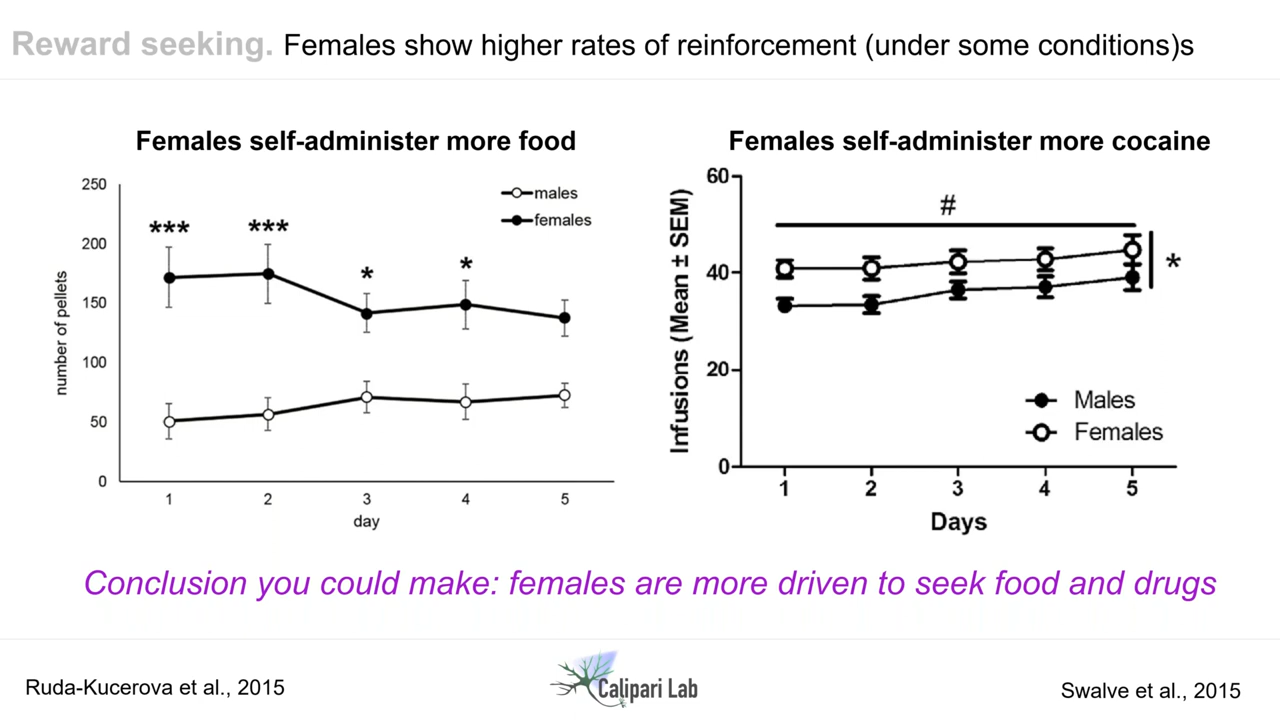 Reward seeking. Females show higher rates of reinforcement (under some conditions)s
Females self-administer more food
250
200
150
100
50
0
number of pellets
***
***
*
*
males
females
1
2
3
4
5
day
Females self-administer more cocaine
60
40
20
0
Infusions (Mean ± SEM)
#
*
Males
Females
1
2
3
4
5
Days
Conclusion you could make: females are more driven to seek food and drugs
Ruda-Kucerova et al., 2015
Calipari Lab
Swalve et al., 2015